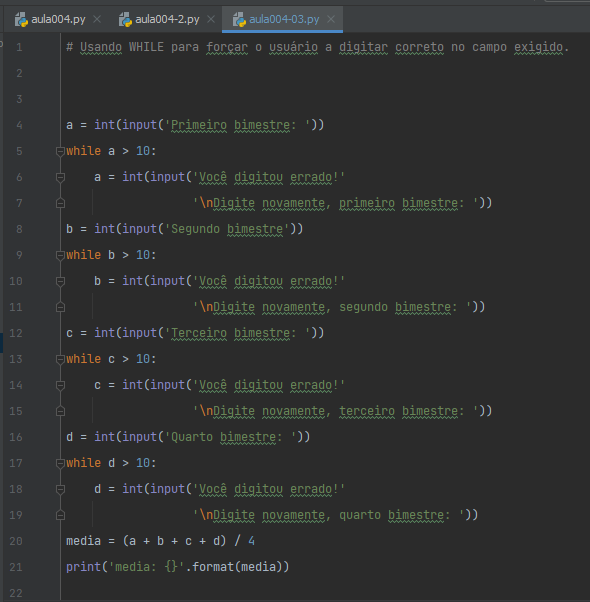 aula004.py × aula004-2.py × aula004-03.py ×
1 # Usando WHILE para forçar o usuário a digitar correto no campo exigido.
2
3
4 a = int(input('Primeiro bimestre: '))
5 while a > 10:
6     a = int(input('Você digitou errado!'
7                   '\nDigite novamente, primeiro bimestre: '))
8 b = int(input('Segundo bimestre'))
9 while b > 10:
10     b = int(input('Você digitou errado!'
11                   '\nDigite novamente, segundo bimestre: '))
12 c = int(input('Terceiro bimestre: '))
13 while c > 10:
14     c = int(input('Você digitou errado!'
15                   '\nDigite novamente, terceiro bimestre: '))
16 d = int(input('Quarto bimestre: '))
17 while d > 10:
18     d = int(input('Você digitou errado!'
19                   '\nDigite novamente, quarto bimestre: '))
20 media = (a + b + c + d) / 4
21 print('media: {}'.format(media))
22